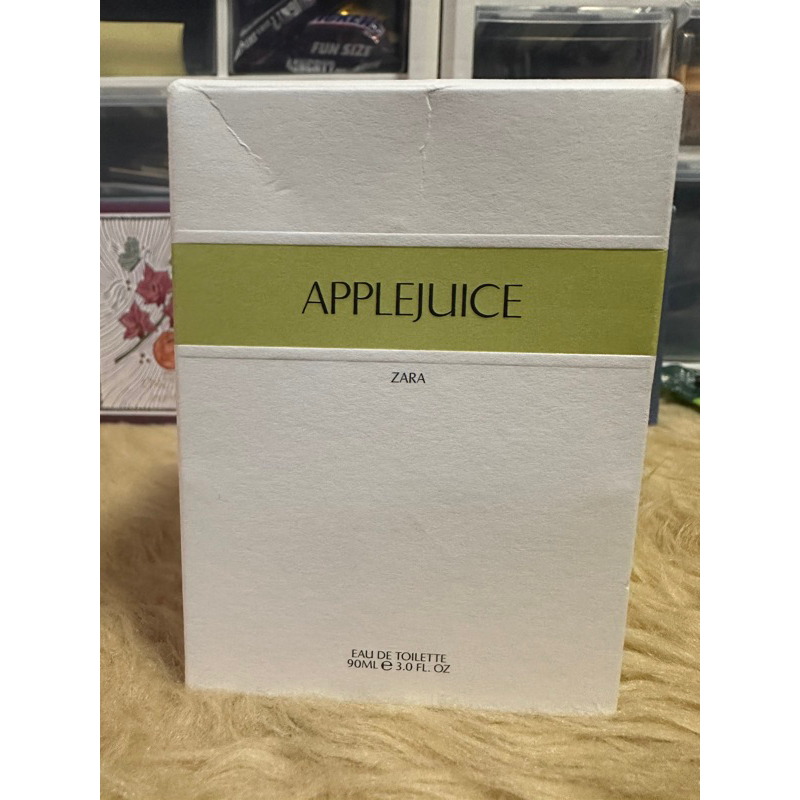 FUN SIZE
APPLEJUICE
ZARA
EAU DE TOILETTE
90ML ℮ 3.0 FL. OZ